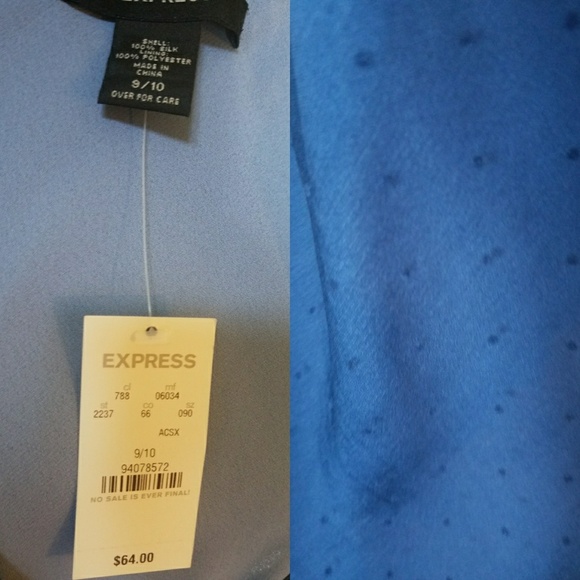 EXPRESS
SHELL:
100% SILK
LINING:
100% POLYESTER
MADE IN
CHINA
9/10
OVER FOR CARE
EXPRESS
cl mf
788 06034
st co sz
2237 66 090
ACSX
9/10
94078572
NO SALE IS EVER FINAL!
$64.00